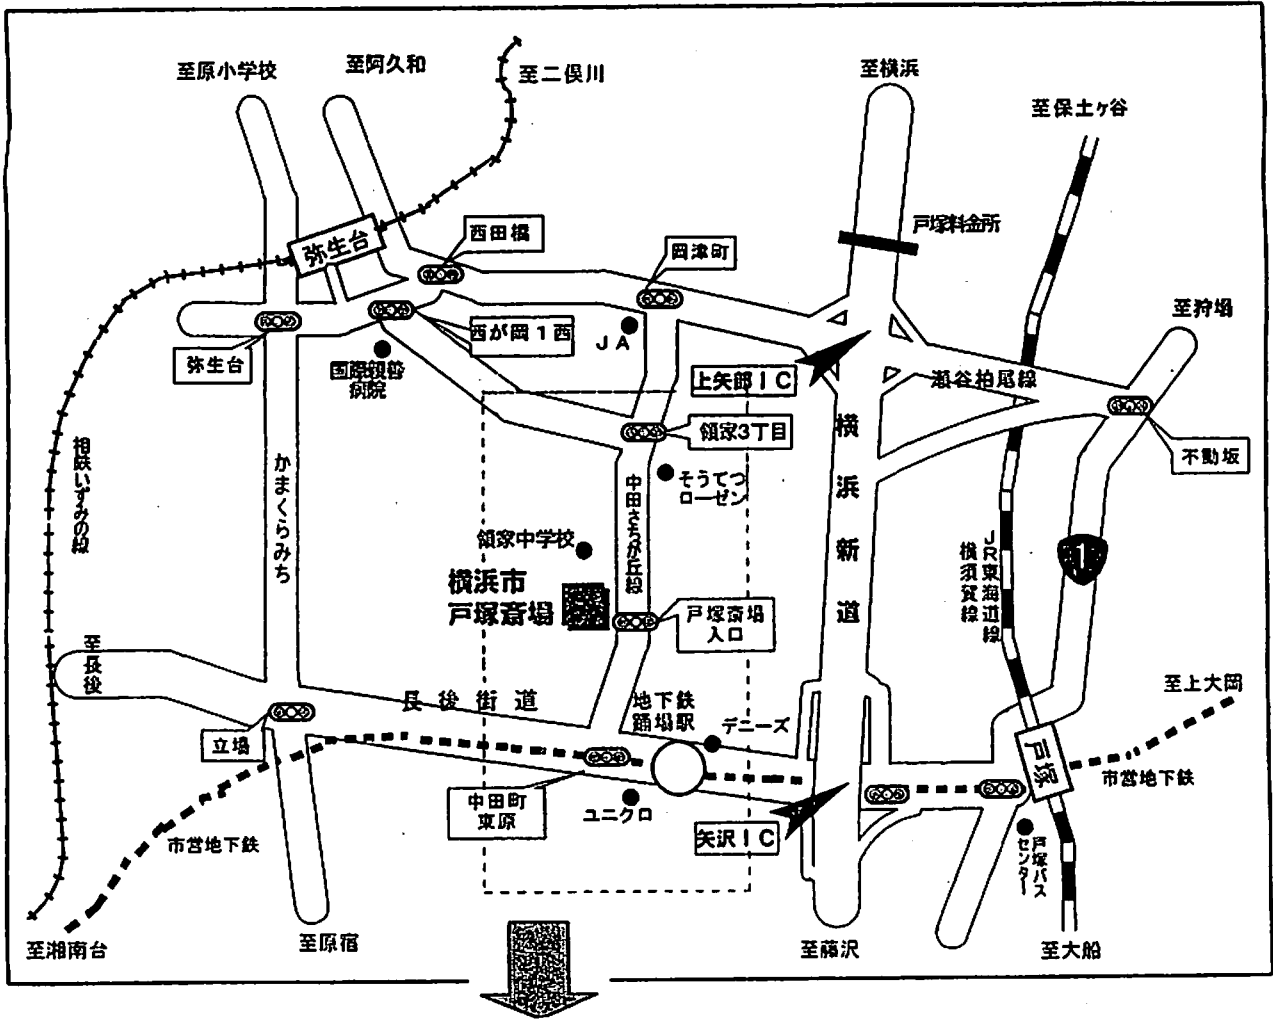 至原小学校
至阿久和
至二俣川
至横浜
至保土ヶ谷
戸塚料金所
西田橋
岡津町
弥生台
至狩場
西が岡1西
JA
弥生台
国際親善
病院
上矢部IC
瀬谷柏尾線
領家3丁目
不動坂
横浜新道
相鉄いずみの線
かまくらみち
中田さちが丘線
そうてつ
ローゼン
領家中学校
1
JR東海道線
横須賀線
横浜市
戸塚斎場
戸塚斎場
入口
至長後
長後街道
地下鉄
踊場駅
デニーズ
至上大岡
立場
戸塚
市営地下鉄
中田町
東原
ユニクロ
矢沢IC
市営地下鉄
戸塚バス
センター
至湘南台
至原宿
至藤沢
至大船